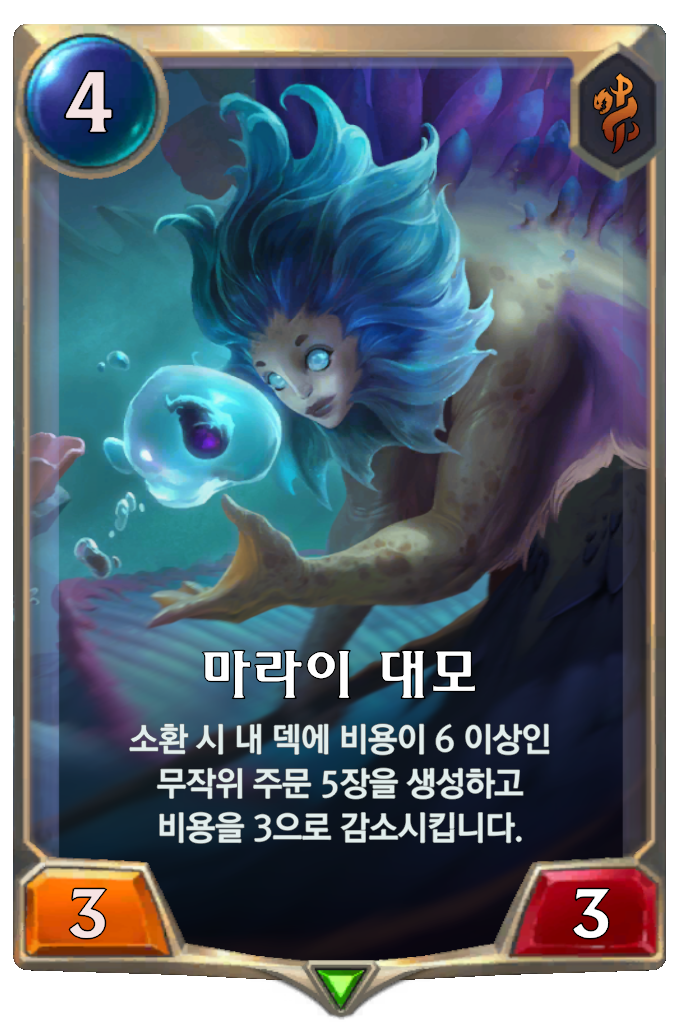 4
마라이 대모
소환 시 내 덱에 비용이 6 이상인
무작위 주문 5장을 생성하고
비용을 3으로 감소시킵니다.
3
3